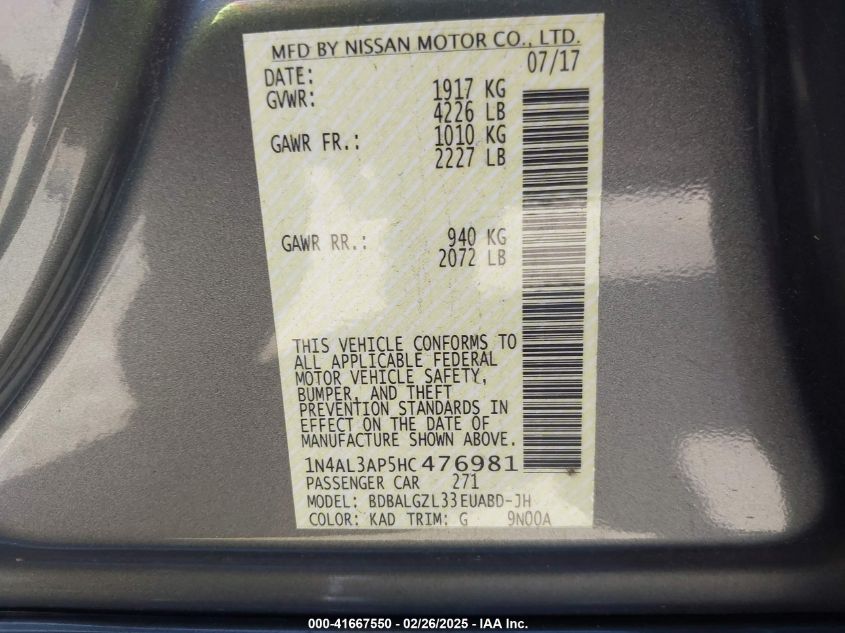 MFD BY NISSAN MOTOR CO., LTD.
DATE: 07/17
GVWR: 1917 KG
4226 LB
GAWR FR.: 1010 KG
2227 LB
GAWR RR.: 940 KG
2072 LB
THIS VEHICLE CONFORMS TO
ALL APPLICABLE FEDERAL
MOTOR VEHICLE SAFETY,
BUMPER, AND THEFT
PREVENTION STANDARDS IN
EFFECT ON THE DATE OF
MANUFACTURE SHOWN ABOVE.
1N4AL3AP5HC476981
PASSENGER CAR 271
MODEL: BDBALGZL33EUABD-JH
COLOR: KAD TRIM: G 9N00A
000-41667550 - 02/26/2025 - IAA Inc.